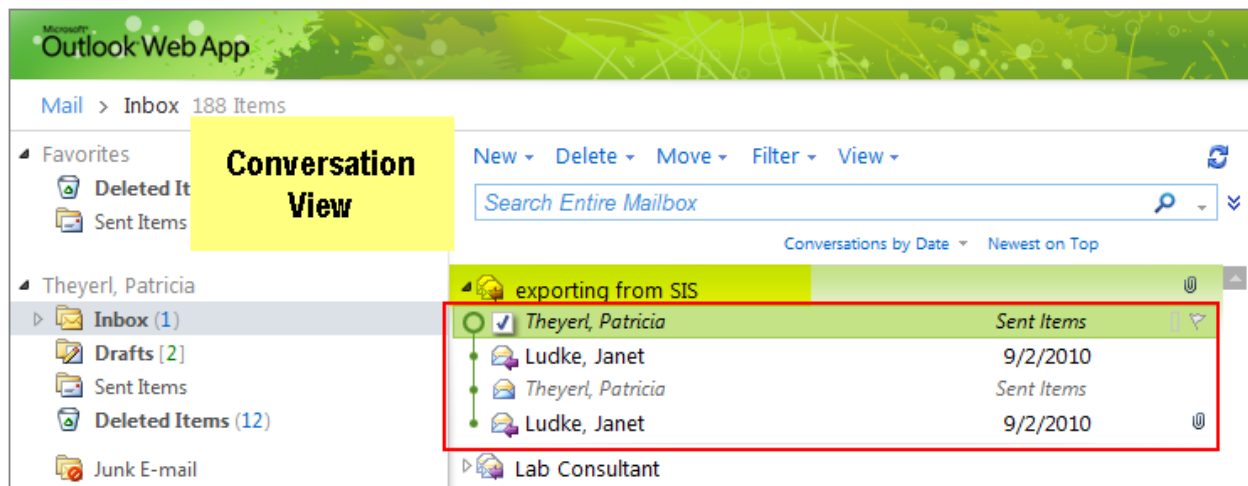 Microsoft
Outlook Web App
Mail > Inbox 188 Items
Favorites
Deleted It
Sent Items
Conversation
View
Theyerl, Patricia
Inbox (1)
Drafts [2]
Sent Items
Deleted Items (12)
Junk E-mail
New Delete Move Filter View
Search Entire Mailbox
Conversations by Date Newest on Top
exporting from SIS
Theyerl, Patricia Sent Items
Ludke, Janet 9/2/2010
Theyerl, Patricia Sent Items
Ludke, Janet 9/2/2010
Lab Consultant